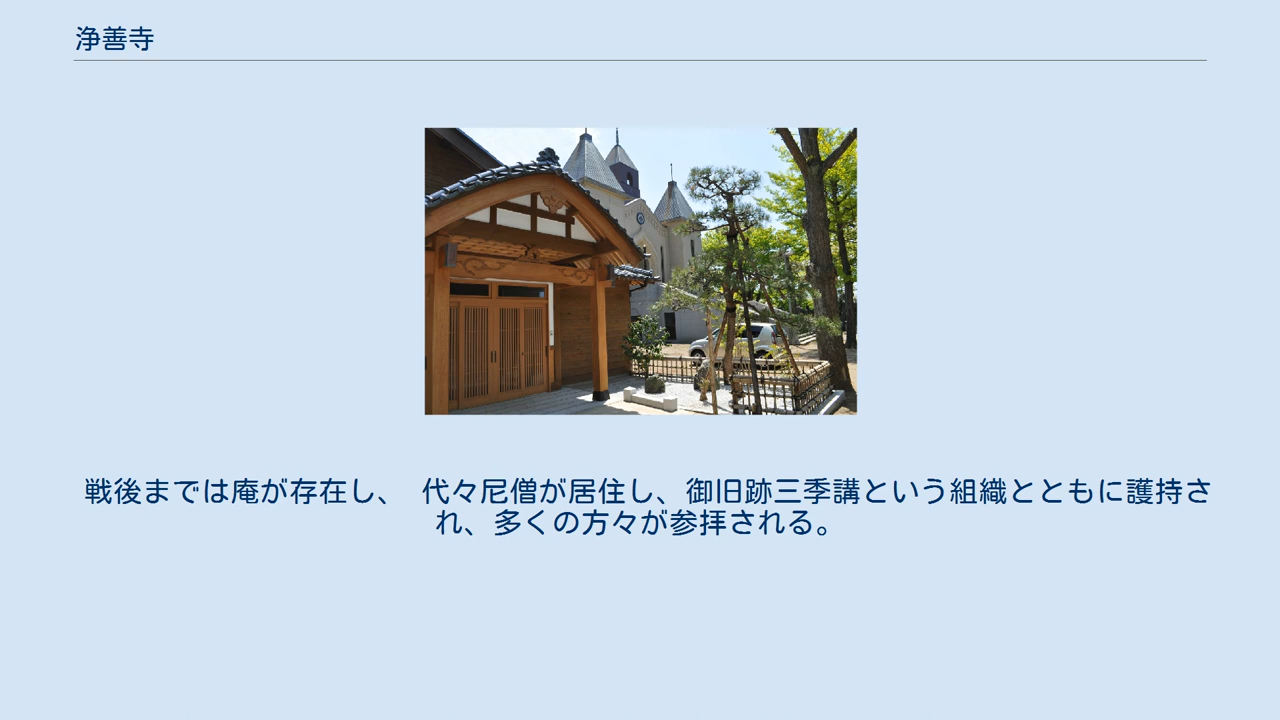 浄善寺
戦後までは庵が存在し、 代々尼僧が居住し、御旧跡三季講という組織とともに護持さ
れ、多くの方々が参拝される。